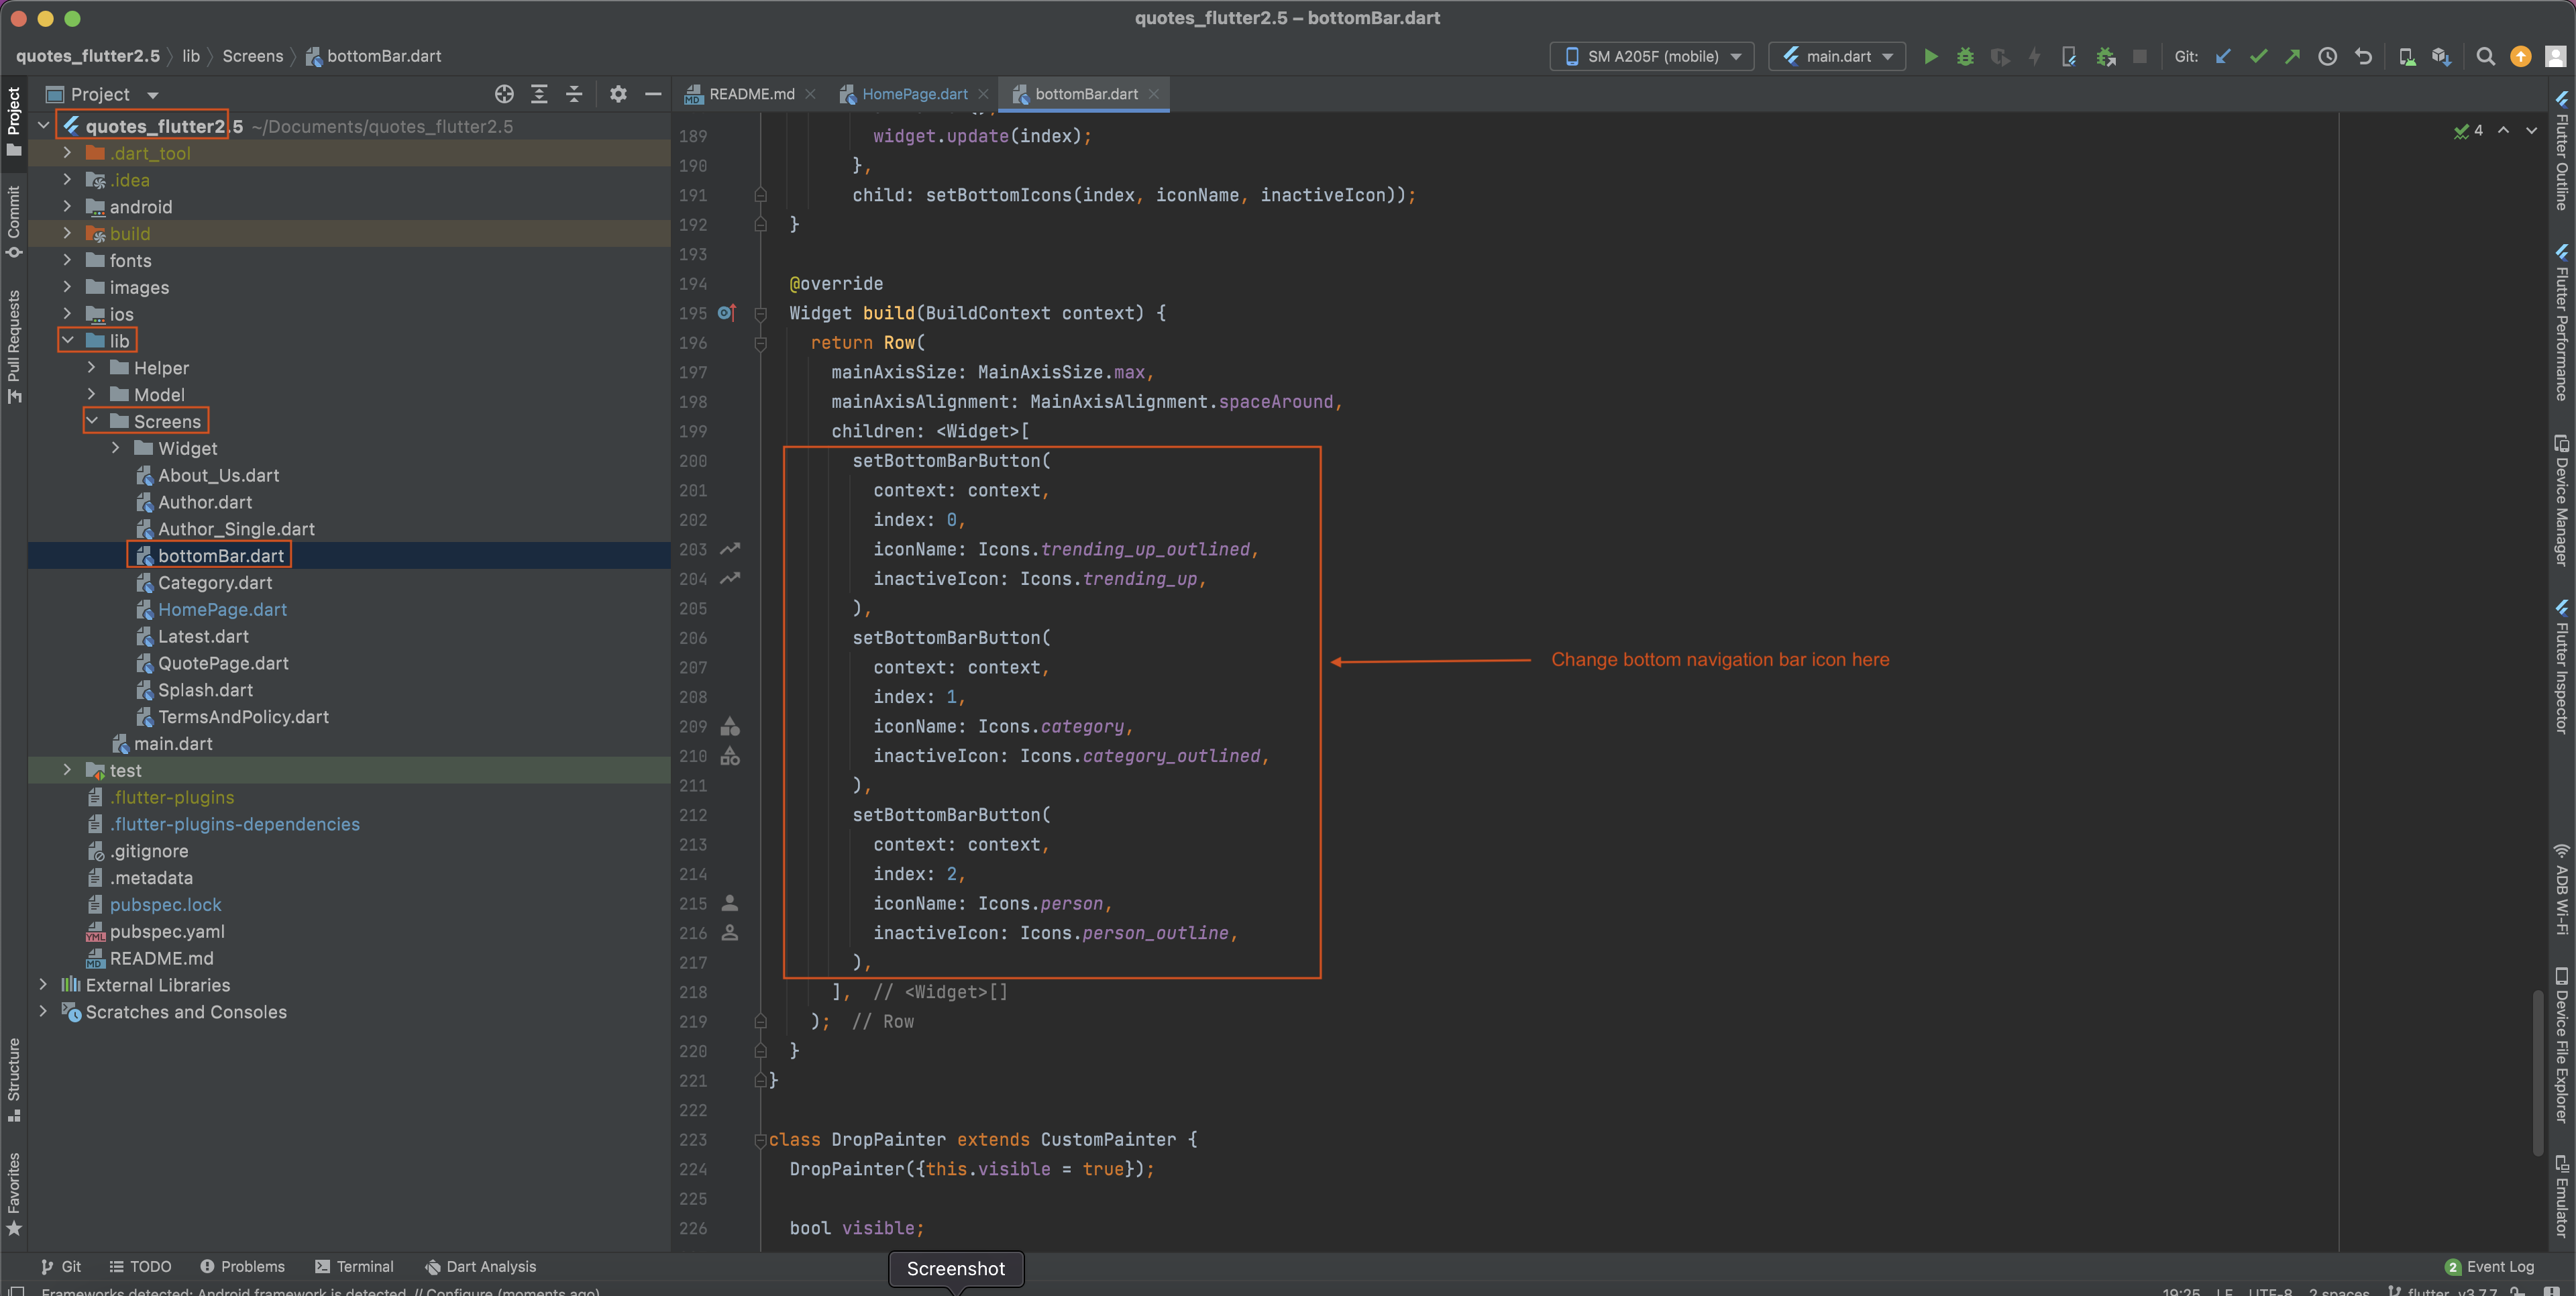 quotes_flutter2.5 – bottomBar.dart
quotes_flutter2.5 lib Screens bottomBar.dart
SM A205F (mobile) main.dart Git:
Project
README.md HomePage.dart bottomBar.dart
quotes_flutter2.5 ~/Documents/quotes_flutter2.5
.dart_tool
.idea
android
build
fonts
images
ios
lib
Helper
Model
Screens
Widget
About_Us.dart
Author.dart
Author_Single.dart
bottomBar.dart
Category.dart
HomePage.dart
Latest.dart
QuotePage.dart
Splash.dart
TermsAndPolicy.dart
main.dart
test
.flutter-plugins
.flutter-plugins-dependencies
.gitignore
.metadata
pubspec.lock
pubspec.yaml
README.md
External Libraries
Scratches and Consoles
Project
Commit
Pull Requests
Structure
Favorites
4
189 widget.update(index);
190 },
191 child: setBottomIcons(index, iconName, inactiveIcon));
192 }
193
194 @override
195 Widget build(BuildContext context) {
196 return Row(
197 mainAxisSize: MainAxisSize.max,
198 mainAxisAlignment: MainAxisAlignment.spaceAround,
199 children: <Widget>[
200 setBottomBarButton(
201 context: context,
202 index: 0,
203 iconName: Icons.trending_up_outlined,
204 inactiveIcon: Icons.trending_up,
205 ),
206 setBottomBarButton(
207 context: context,
208 index: 1,
209 iconName: Icons.category,
210 inactiveIcon: Icons.category_outlined,
211 ),
212 setBottomBarButton(
213 context: context,
214 index: 2,
215 iconName: Icons.person,
216 inactiveIcon: Icons.person_outline,
217 ),
218 ], // <Widget>[]
219 ); // Row
220 }
221 }
222
223 class DropPainter extends CustomPainter {
224 DropPainter({this.visible = true});
225
226 bool visible;
Change bottom navigation bar icon here
Flutter Outline
Flutter Performance
Device Manager
Flutter Inspector
ADB Wi-Fi
Device File Explorer
Emulator
Git TODO Problems Terminal Dart Analysis
Screenshot
2 Event Log
Frameworks detected: Android framework is detected. // Configure (moments ago)
19:25 LF UTF-8 2 spaces flutter_v3.7.7